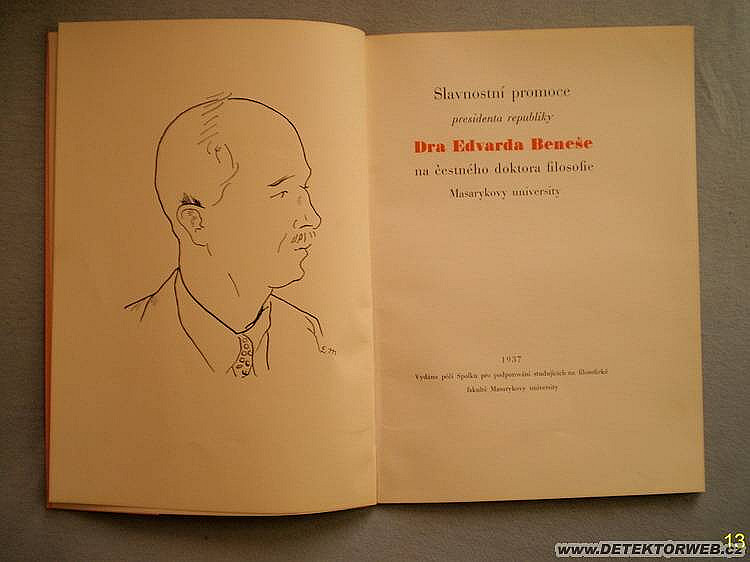 Slavnostní promoce
presidenta republiky
Dra Edvarda Beneše
na čestného doktora filosofie
Masarykovy university
1937
Vydáno péčí Spolku pro podporování studujících na filosofické
fakultě Masarykovy university
13
www.DETEKTORWEB.cz